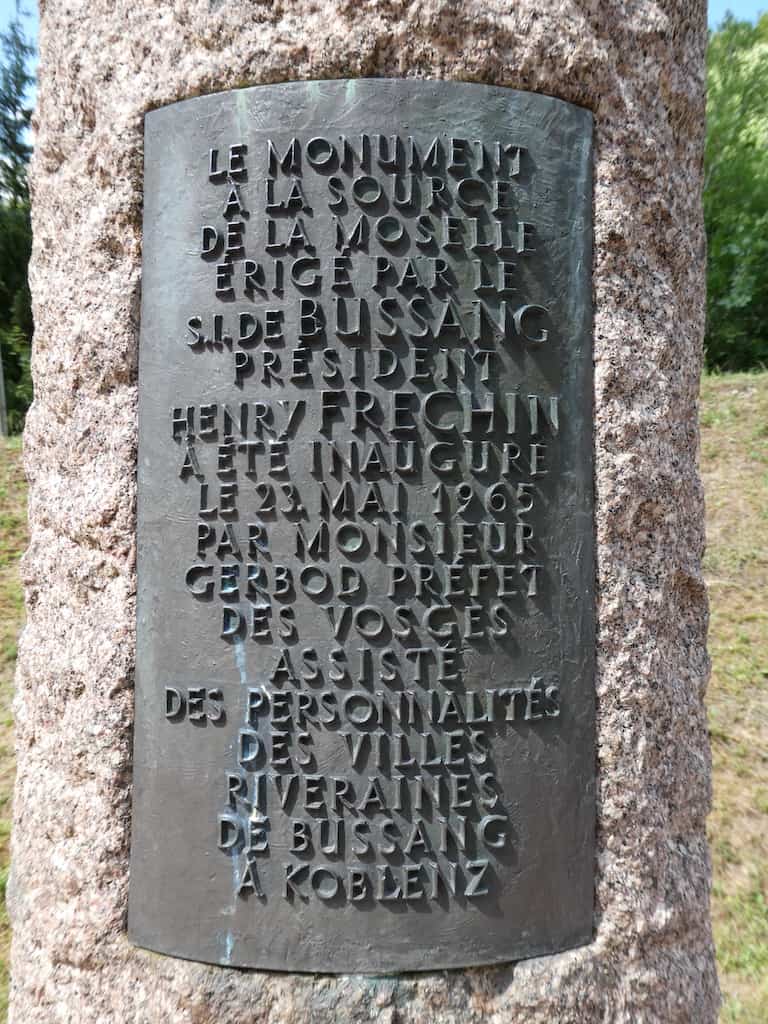 LE MONUMENT
À LA SOURCE
DE LA MOSELLE
ÉRIGÉ PAR LE
S.I. DE BUSSANG
PRÉSIDENT
HENRY FRECHIN
À ÉTÉ INAUGURE
LE 23. MAI 1965
PAR MONSIEUR
GERBOD PRÉFET
DES VOSGES
ASSISTÉ
DES PERSONNALITÉS
DES VILLES
RIVERAINES
DE BUSSANG
À KOBLENZ